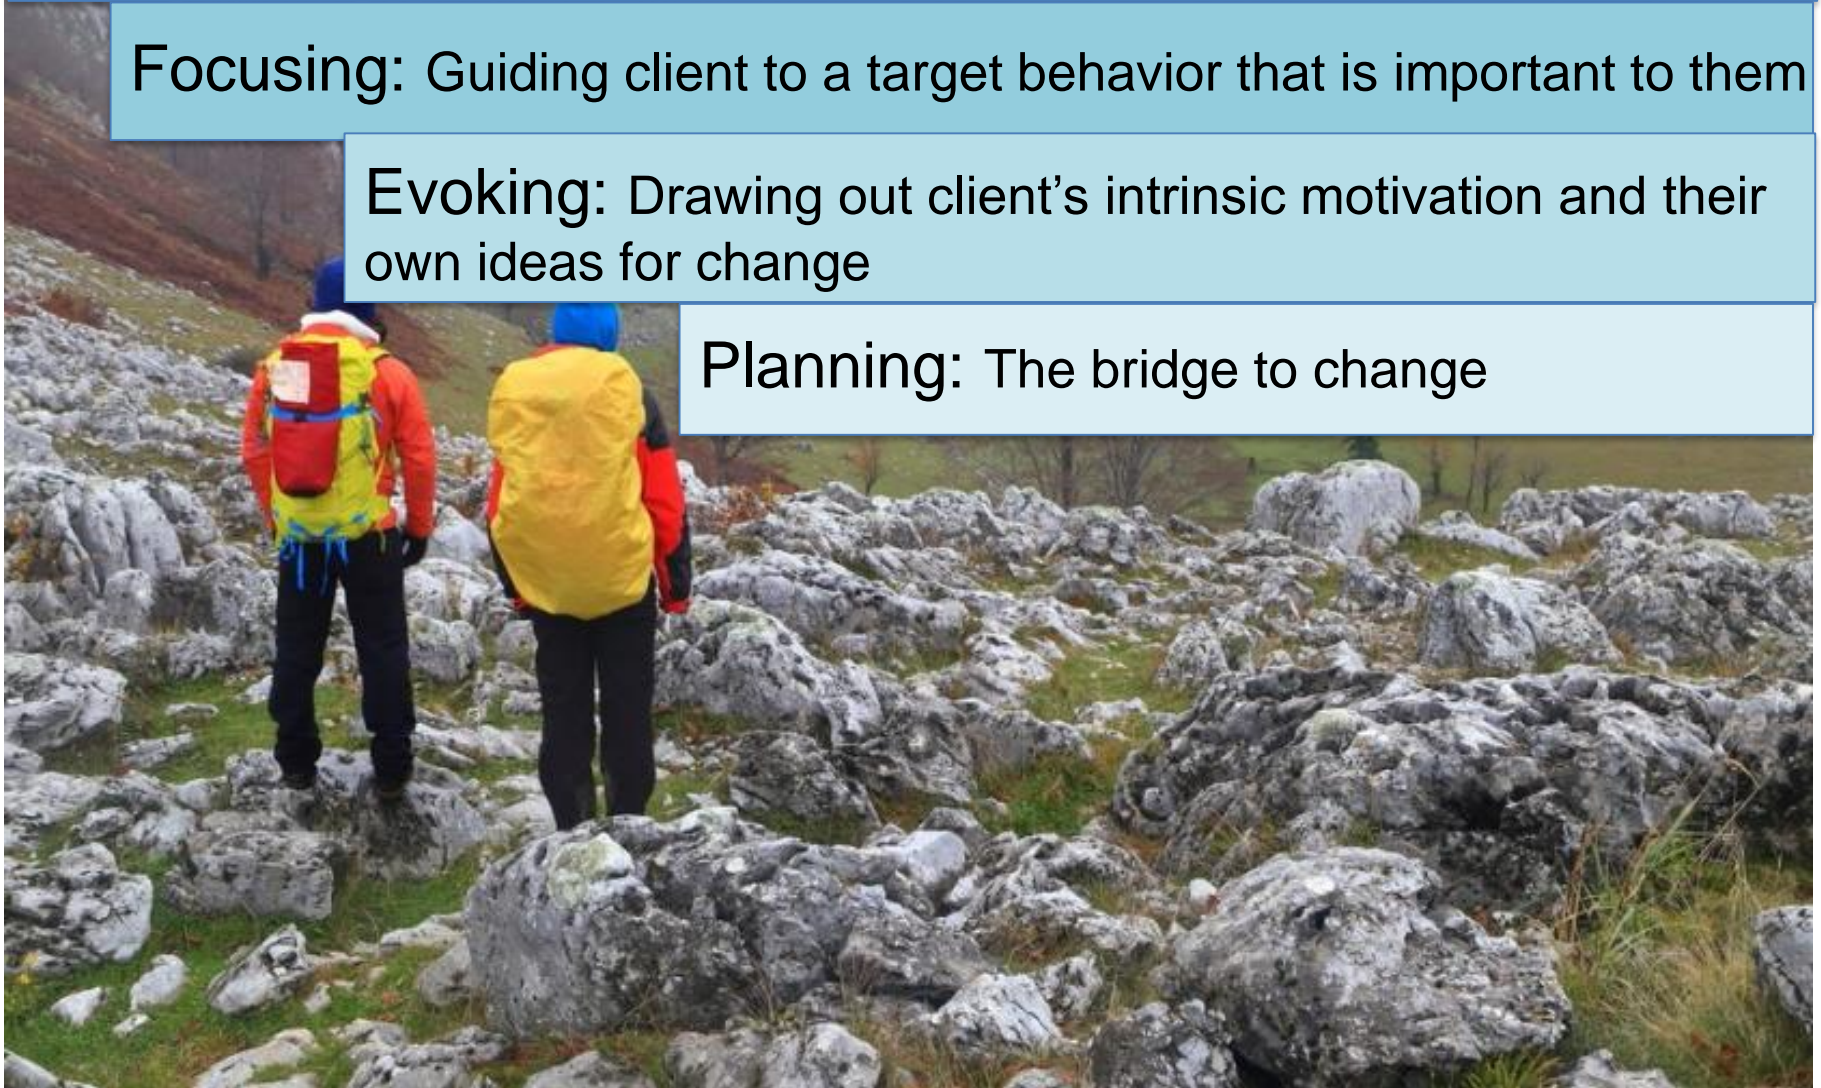 Focusing: Guiding client to a target behavior that is important to them
Evoking: Drawing out client’s intrinsic motivation and their
own ideas for change
Planning: The bridge to change